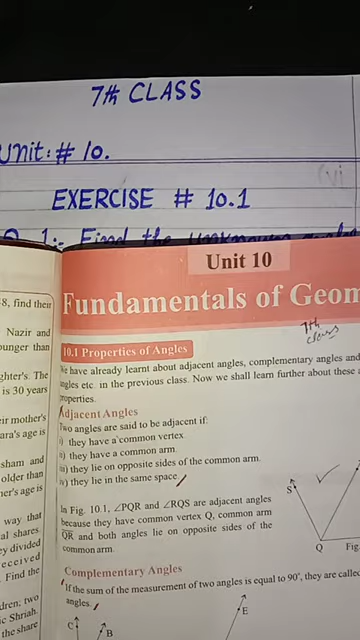 7th CLASS
Unit: # 10.
EXERCISE # 10.1
Find the unknown
8, find their
Nazir and
ounger than
ghter's. The
is 30 years
eir mother's
ara's age is
sham and
older than
her's age is
way that
al shares.
ey divided
eceived
Find the
dren; two
ic Shriah.
the share
Unit 10
Fundamentals of Geom
7th
class
10.1 Properties of Angles
We have already learnt about adjacent angles, complementary angles and
angles etc. in the previous class. Now we shall learn further about these a
properties.
Adjacent Angles
Two angles are said to be adjacent if:
i) they have a common vertex.
ii) they have a common arm.
iii) they lie on opposite sides of the common arm.
iv) they lie in the same space.
In Fig. 10.1, ∠PQR and ∠RQS are adjacent angles
because they have common vertex Q, common arm
QR and both angles lie on opposite sides of the
common arm.
S
Q
Fig
Complementary Angles
If the sum of the measurement of two angles is equal to 90°, they are called
angles.
C
B
E